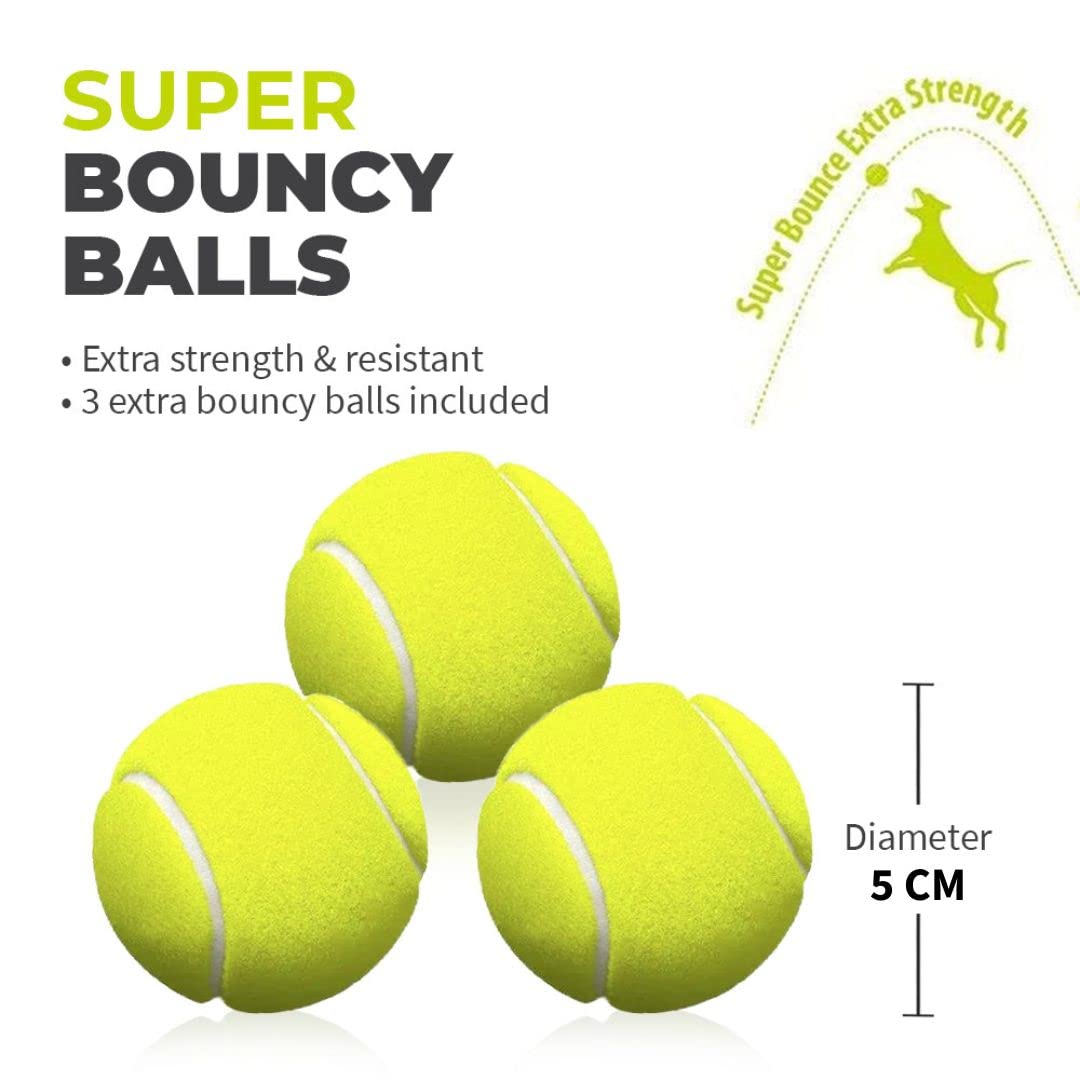 SUPER
BOUNCY
BALLS
• Extra strength & resistant
• 3 extra bouncy balls included
Super Bounce Extra Strength
Diameter
5 CM